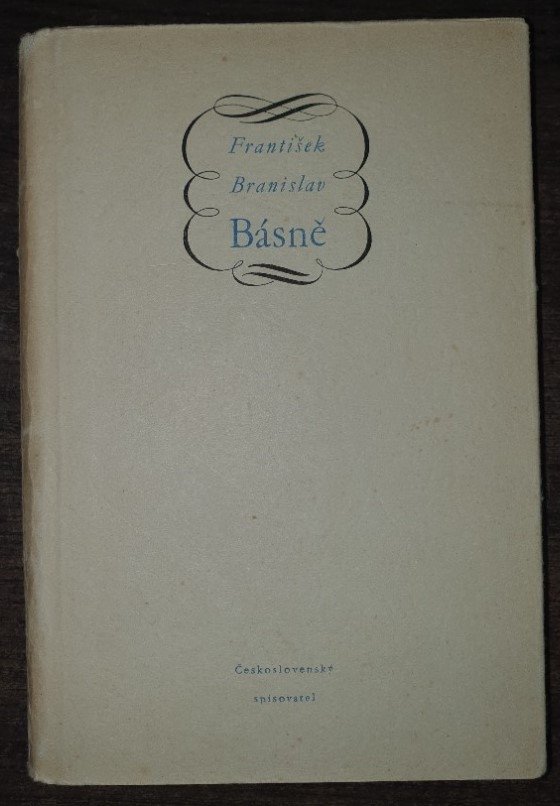 František
Branislav
Básně
Československý
spisovatel